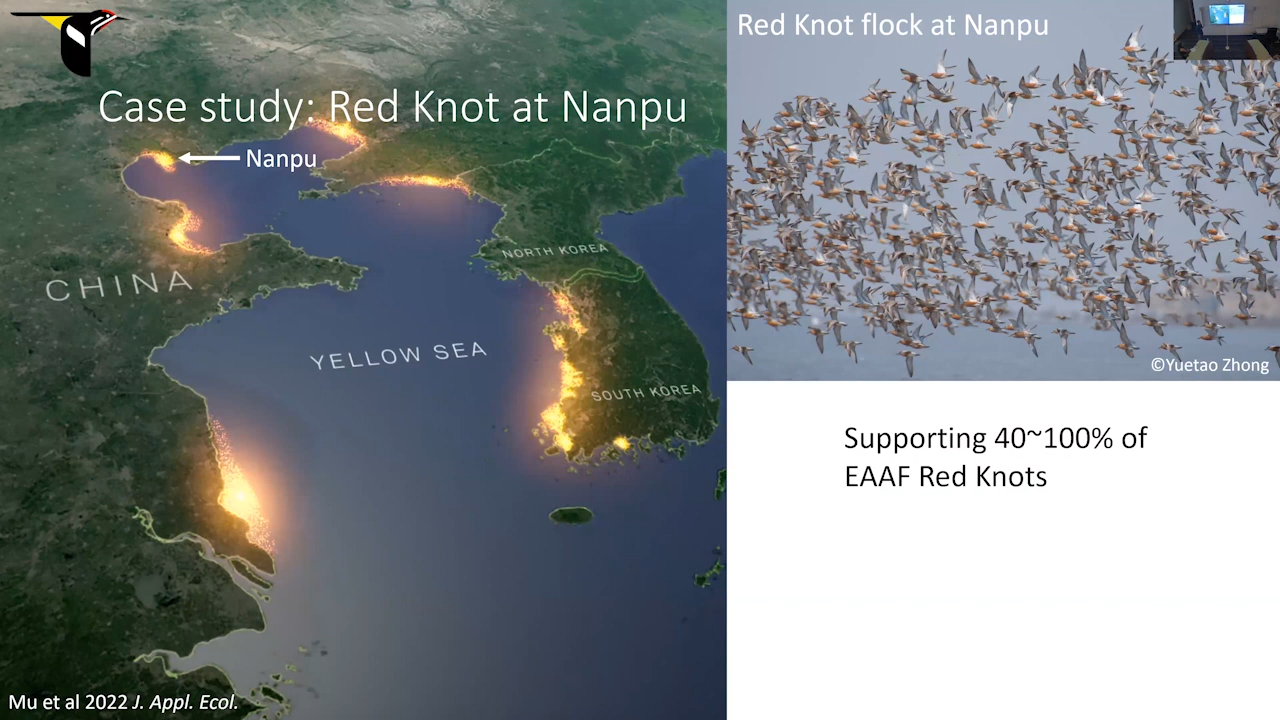 Case study: Red Knot at Nanpu
Nanpu
CHINA
NORTH KOREA
YELLOW SEA
SOUTH KOREA
Mu et al 2022 J. Appl. Ecol.
Red Knot flock at Nanpu
©Yuetao Zhong
Supporting 40~100% of
EAAF Red Knots